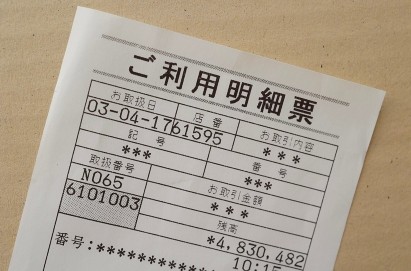 ご利用明細票
お取扱日 店番 お取引内容
03-04-17 61595 ***
記号 番号
*** ***
取扱番号 お取引金額
N065 ***
6101003 残高
*4,830,482
10:15
番号:************